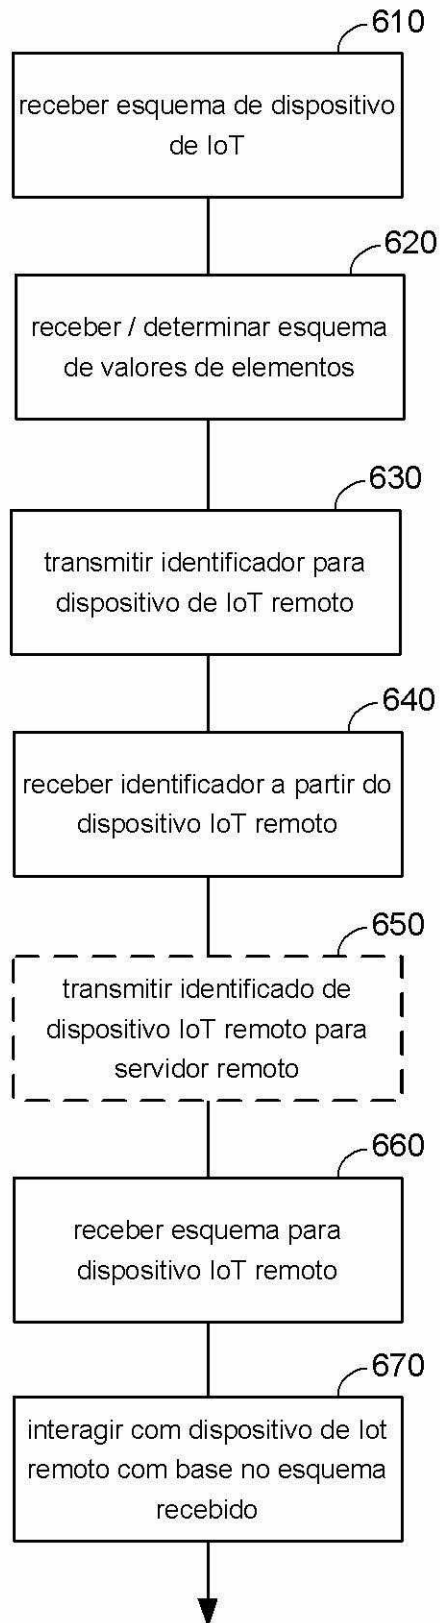 610
receber esquema de dispositivo
de IoT
620
receber / determinar esquema
de valores de elementos
630
transmitir identificador para
dispositivo de IoT remoto
640
receber identificador a partir do
dispositivo IoT remoto
650
transmitir identificado de
dispositivo IoT remoto para
servidor remoto
660
receber esquema para
dispositivo IoT remoto
670
interagir com dispositivo de Iot
remoto com base no esquema
recebido